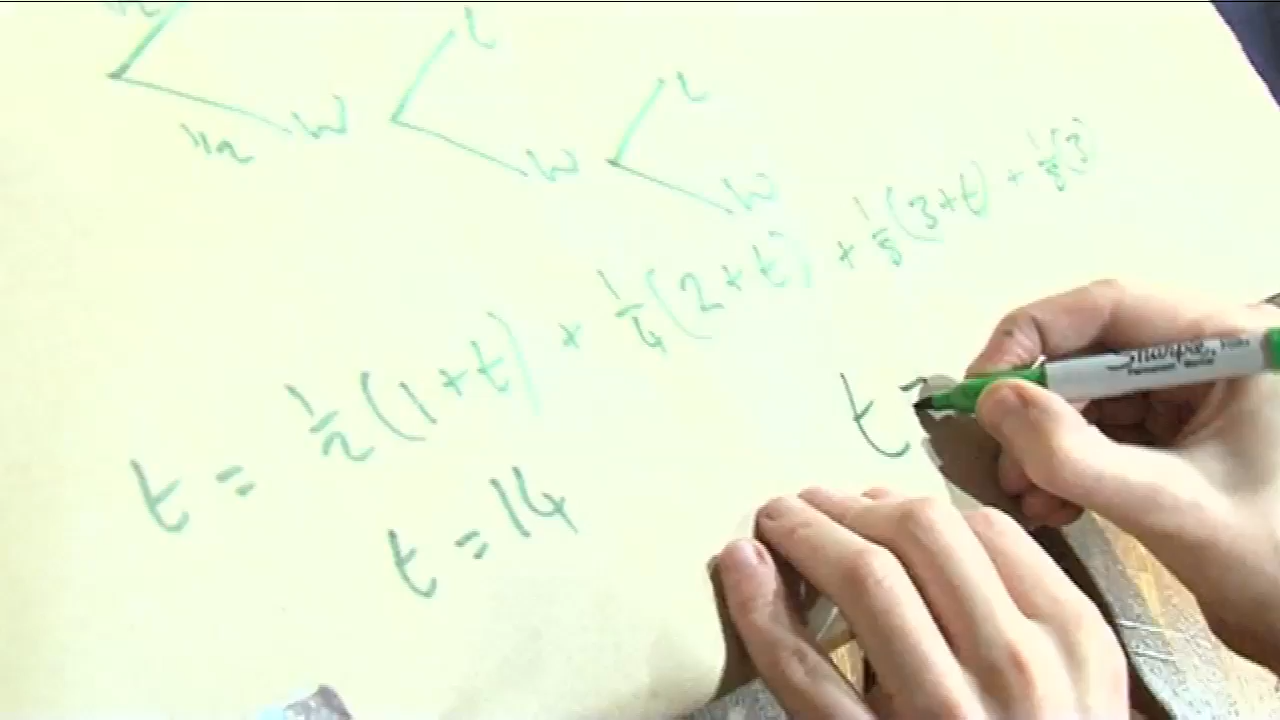 L
W L
1/2 W
W
t = 1/2 (1 + t) + 1/4 (2 + t) + 1/8 (3 + t) + 1/8 (3)
t = 14
t =
Sharpie